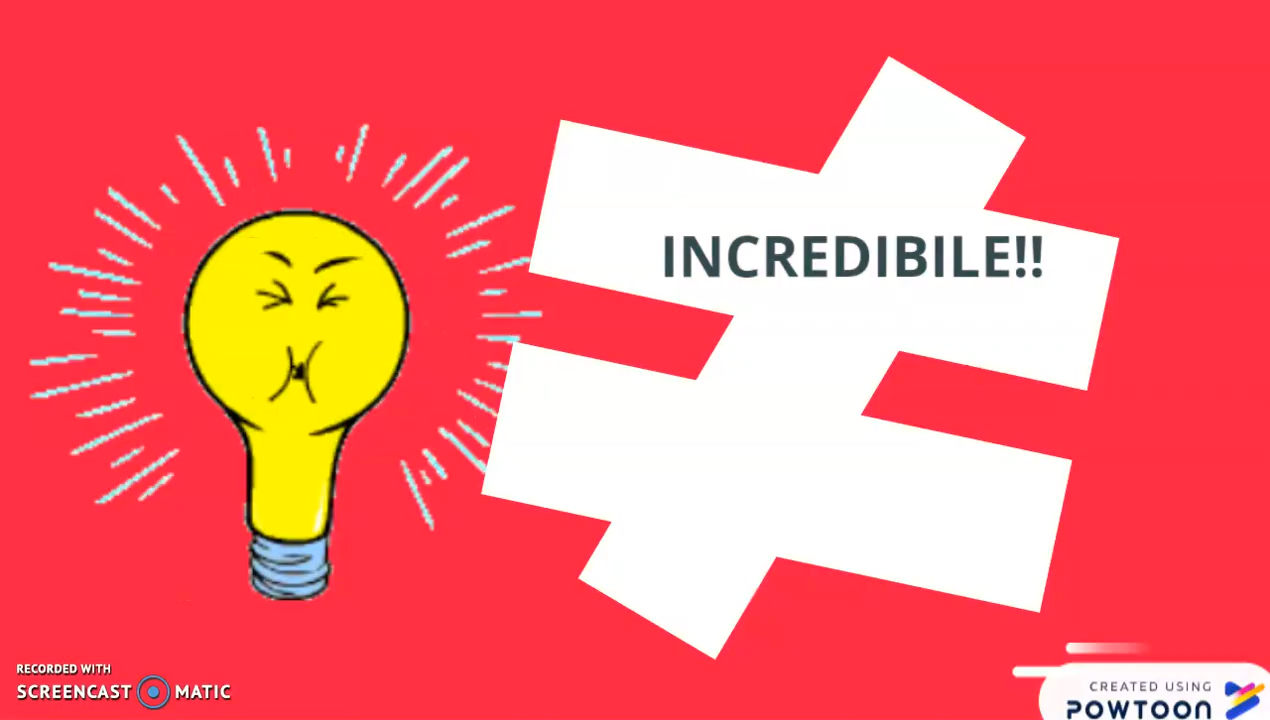 INCREDIBILE!!
RECORDED WITH
SCREENCAST MATIC
CREATED USING
POWTOON